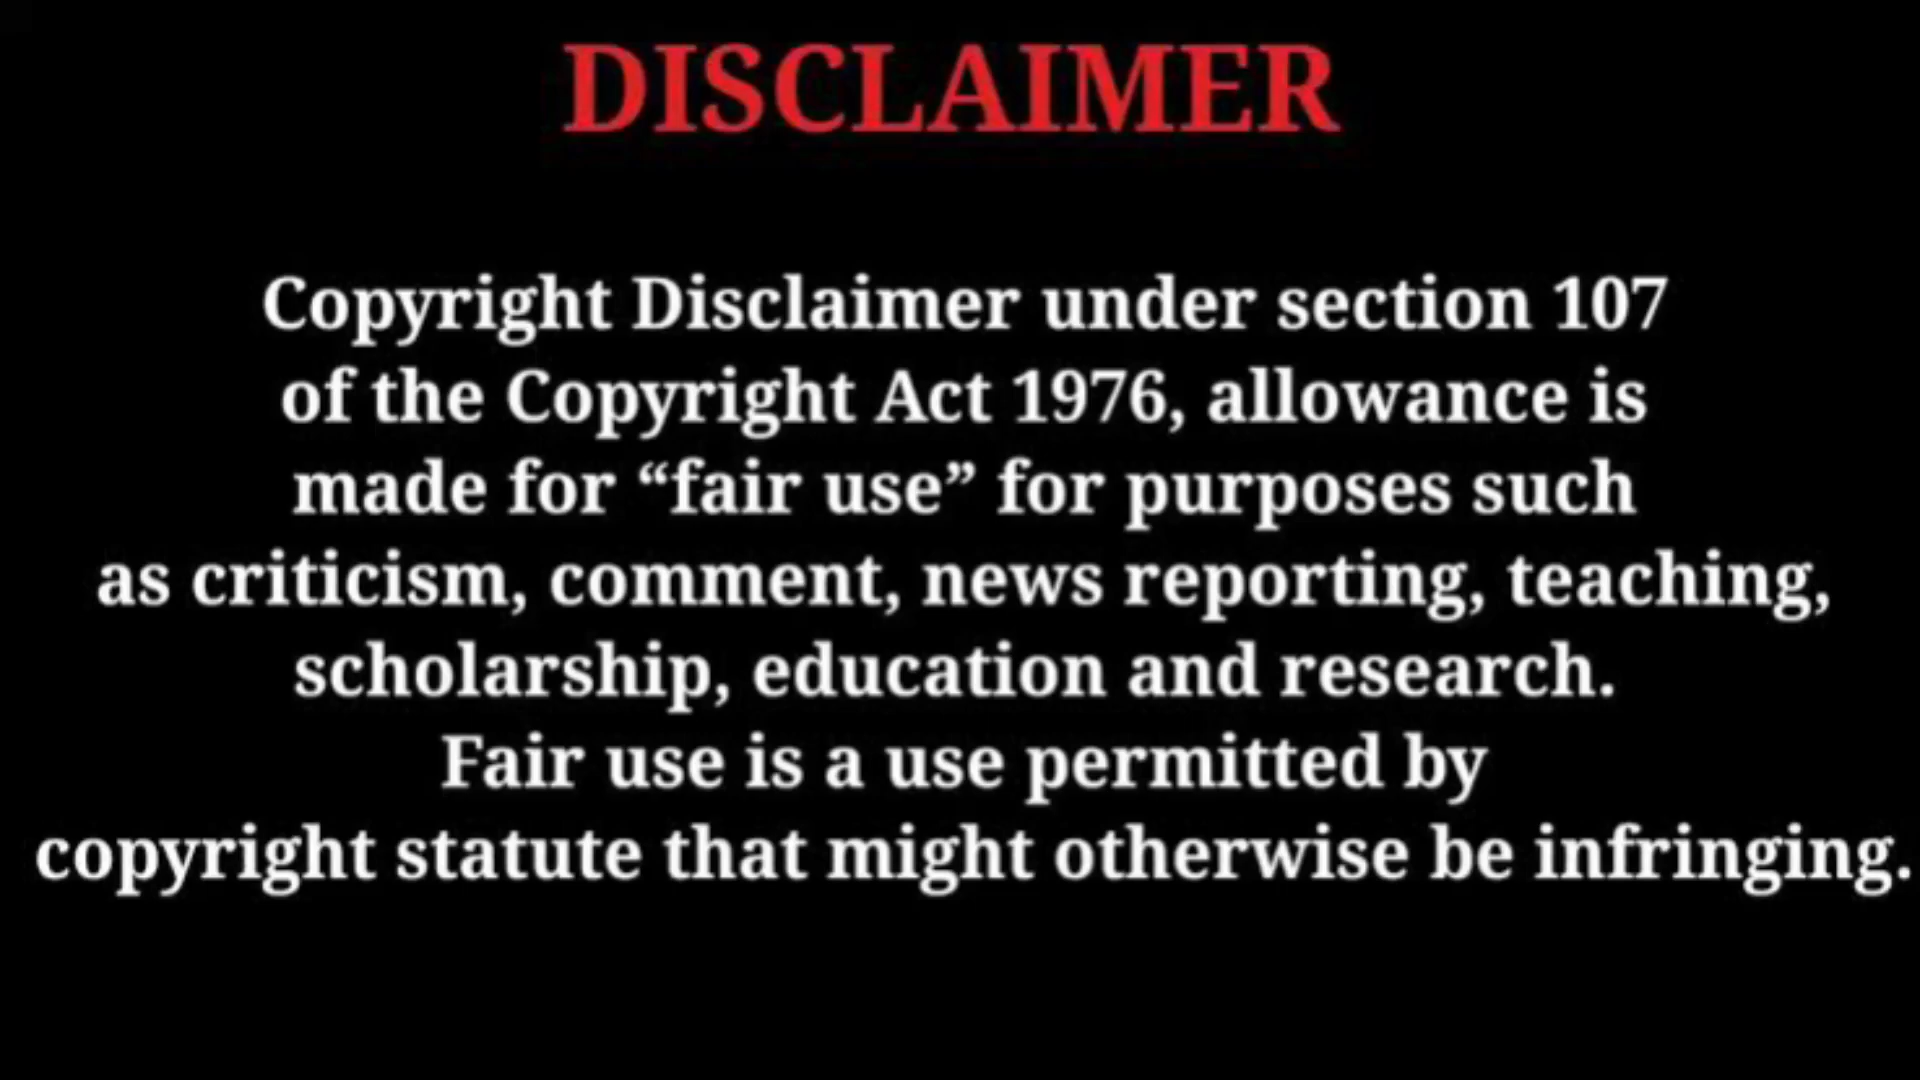 DISCLAIMER
Copyright Disclaimer under section 107
of the Copyright Act 1976, allowance is
made for “fair use” for purposes such
as criticism, comment, news reporting, teaching,
scholarship, education and research.
Fair use is a use permitted by
copyright statute that might otherwise be infringing.